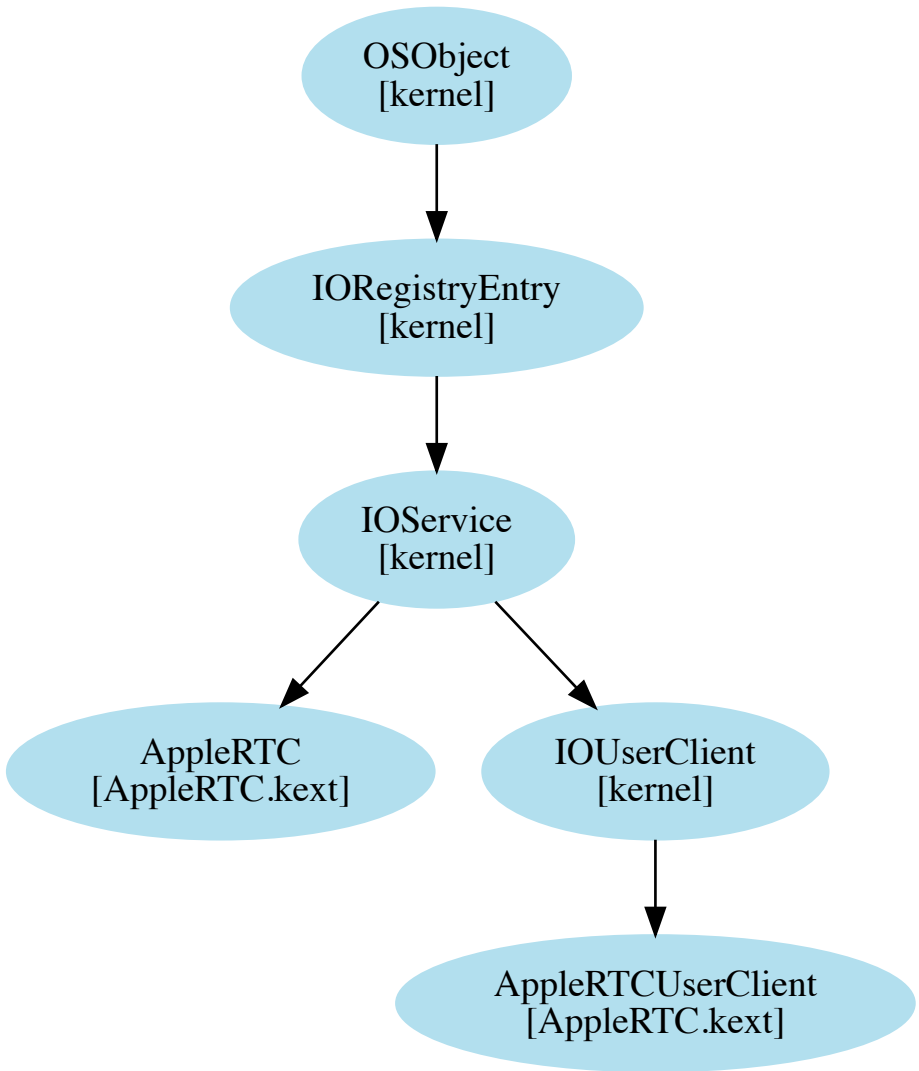 OSObject
[kernel]
IORegistryEntry
[kernel]
IOService
[kernel]
AppleRTC
[AppleRTC.kext]
IOUserClient
[kernel]
AppleRTCUserClient
[AppleRTC.kext]